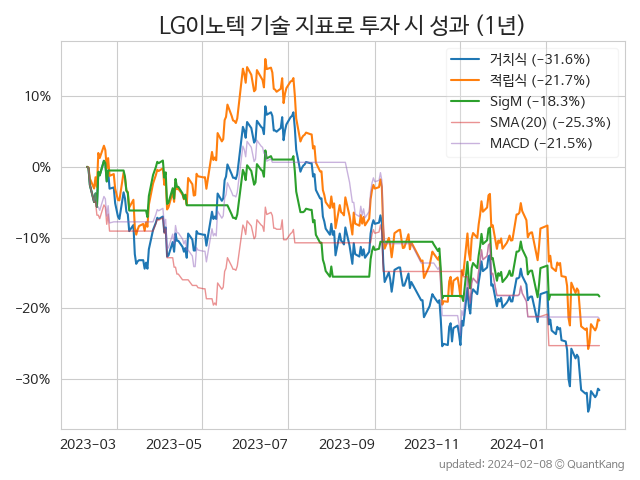 LG이노텍 기술 지표로 투자 시 성과 (1년)
거치식 (−31.6%)
적립식 (−21.7%)
SigM (−18.3%)
SMA(20) (−25.3%)
MACD (−21.5%)
10%
0%
−10%
−20%
−30%
2023-03 2023-05 2023-07 2023-09 2023-11 2024-01
updated: 2024-02-08 © QuantKang